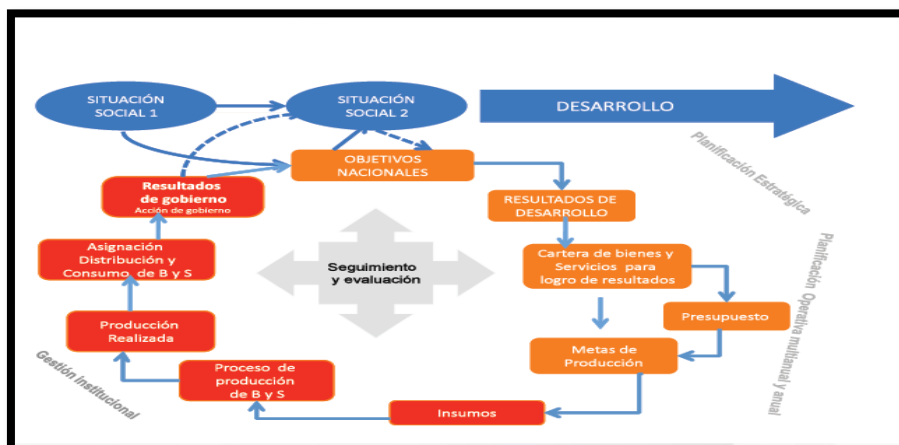 SITUACIÓN
SOCIAL 1
SITUACIÓN
SOCIAL 2
DESARROLLO
Planificación Estratégica
OBJETIVOS
NACIONALES
Resultados
de gobierno
Acción de gobierno
RESULTADOS DE
DESARROLLO
Asignación
Distribución y
Consumo de B y S
Seguimiento
y evaluación
Cartera de bienes y
Servicios para
logro de resultados
Planificación Operativa multianual y anual
Presupuesto
Producción
Realizada
Metas de
Producción
Gestión institucional
Proceso de
producción
de B y S
Insumos